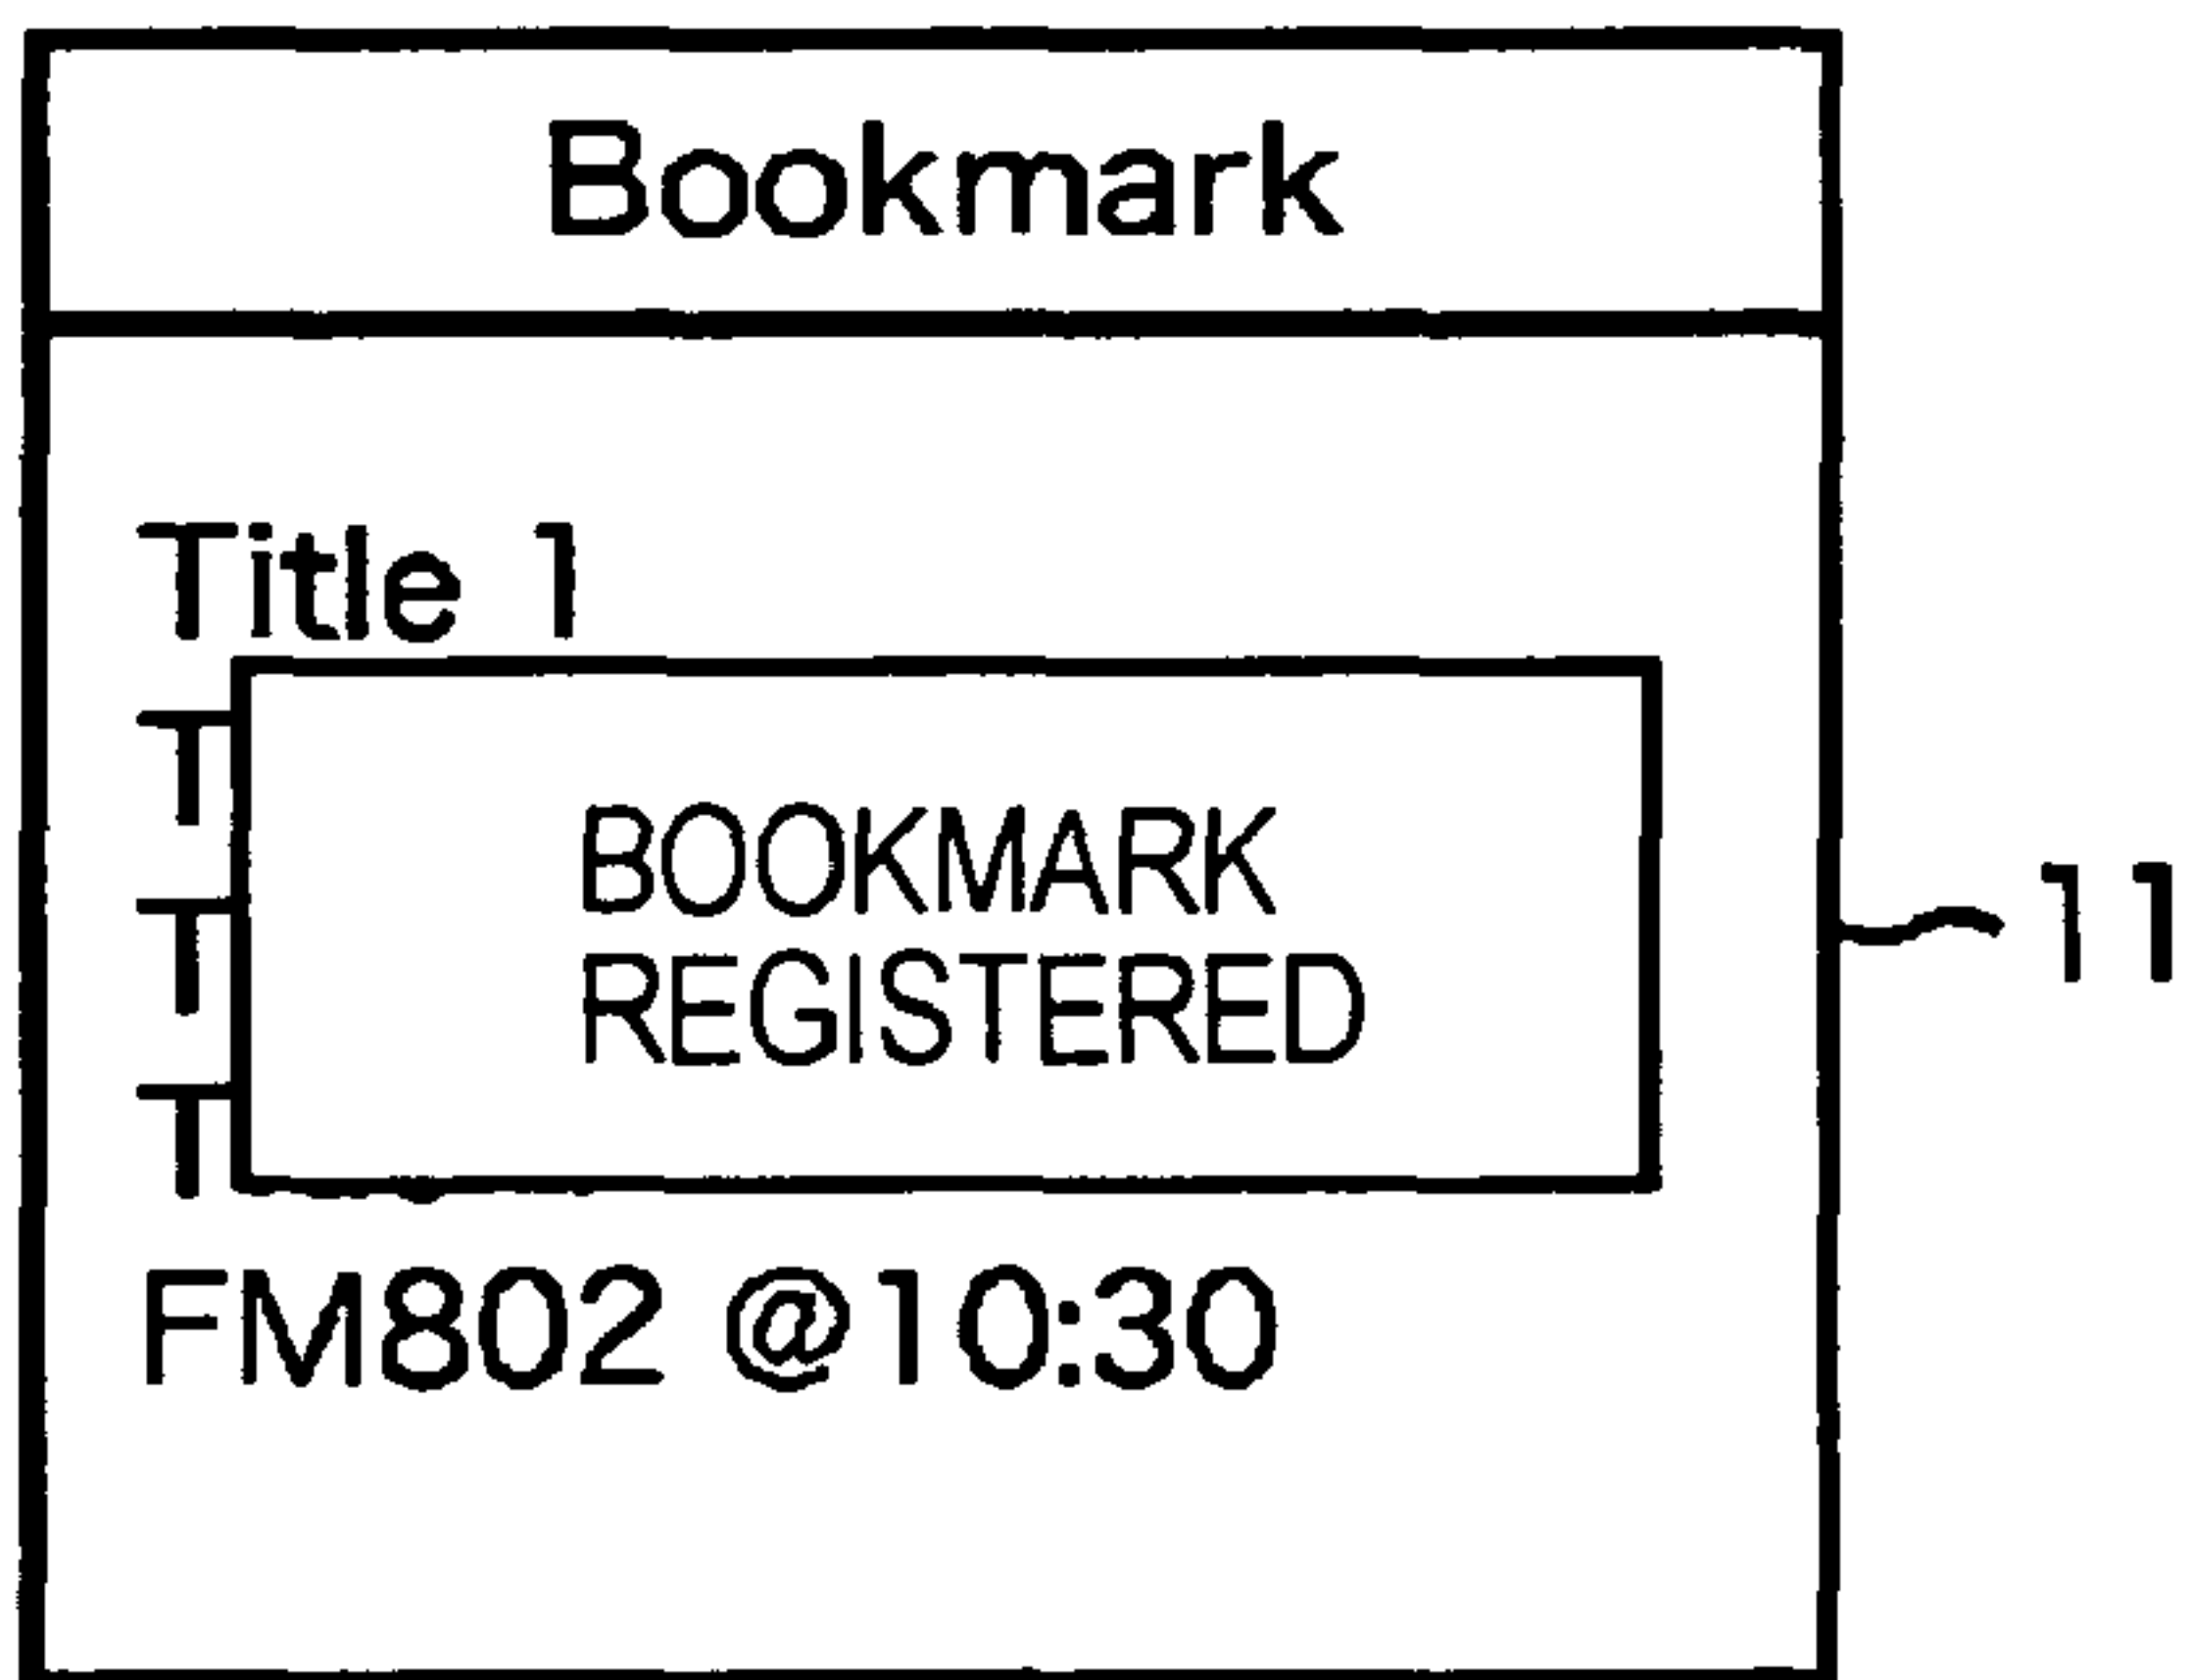 Bookmark
Title 1
T
T
T
BOOKMARK
REGISTERED
11
FM802 @10:30